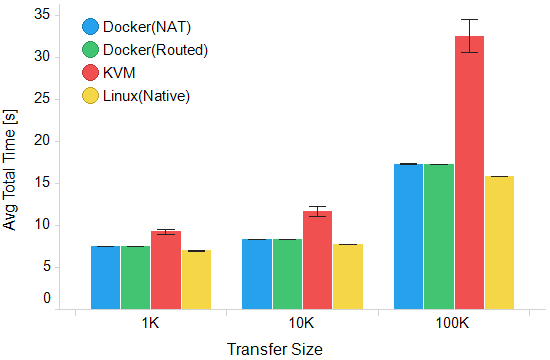 35
30
25
20
15
10
5
0
Avg Total Time [s]
Docker(NAT)
Docker(Routed)
KVM
Linux(Native)
1K
10K
100K
Transfer Size